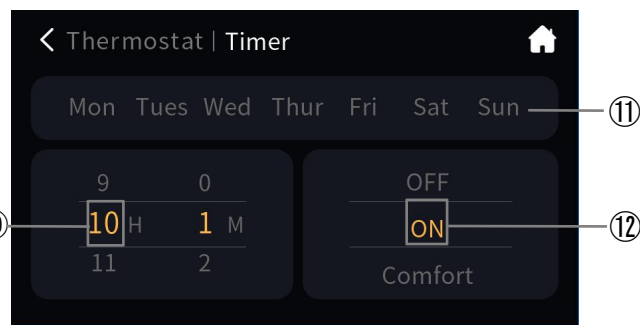 Thermostat | Timer
Mon Tues Wed Thur Fri Sat Sun ⑪
9 0 OFF
10 H 1 M ON ⑫
11 2 Comfort